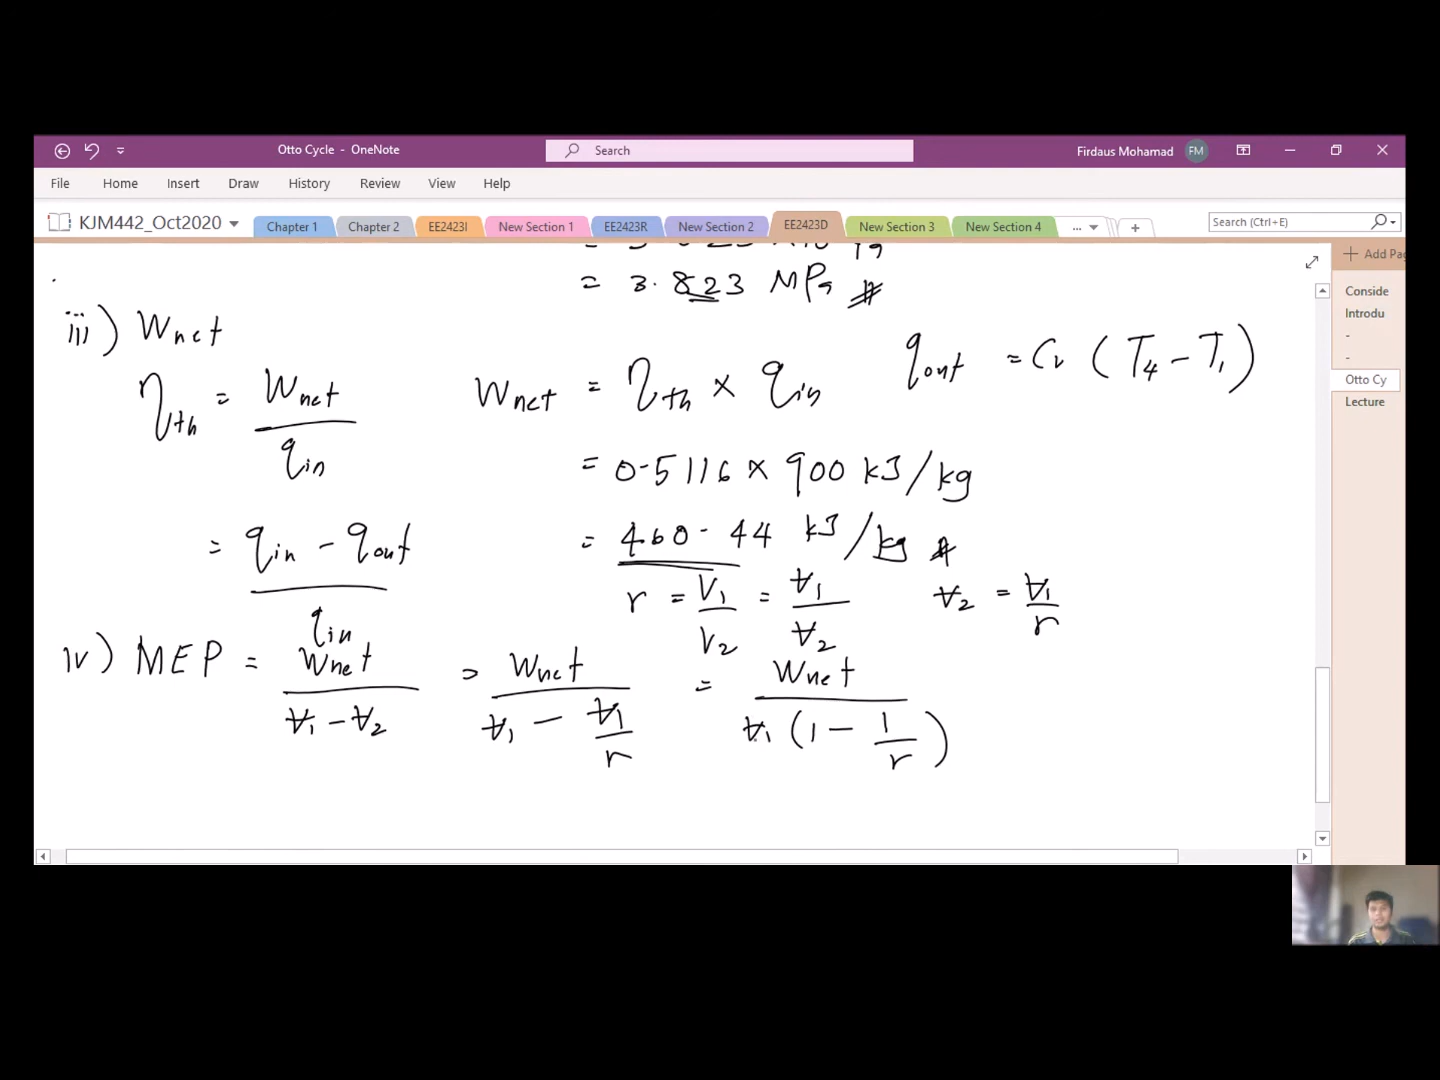 Otto Cycle - OneNote
Search
Firdaus Mohamad FM
File Home Insert Draw History Review View Help
KJM442_Oct2020 Chapter 1 Chapter 2 EE2423I New Section 1 EE2423R New Section 2 EE2423D New Section 3 New Section 4 ... +
Search (Ctrl+E)
+ Add Pag
Conside
Introdu
-
-
Otto Cy
Lecture
= 3.823 MPa #
iii) Wnet
ηth = Wnet / qin
= qin - qout / qin
Wnet = ηth × qin
= 0.5116 × 900 kJ/kg
= 460.44 kJ/kg #
qout = Cv (T4 - T1)
r = V1/V2 = v1/v2
v2 = v1/r
iv) MEP = Wnet / v1 - v2 = Wnet / v1 - v1/r = Wnet / v1 (1 - 1/r)